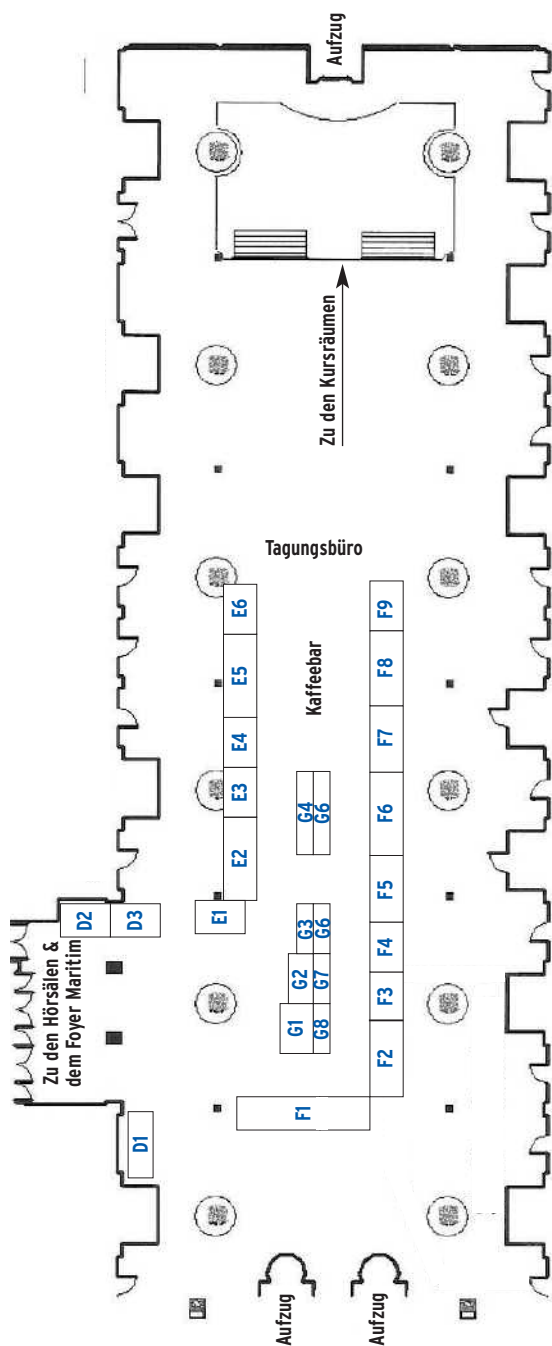 Aufzug
Zu den Kursräumen
Tagungsbüro
Kaffeebar
Zu den Hörsälen &
dem Foyer Maritim
D1
D2
D3
E1
E2
E3
E4
E5
E6
G1
G2
G3
G4
G8
G7
G6
G6
F1
F2
F3
F4
F5
F6
F7
F8
F9
Aufzug
Aufzug